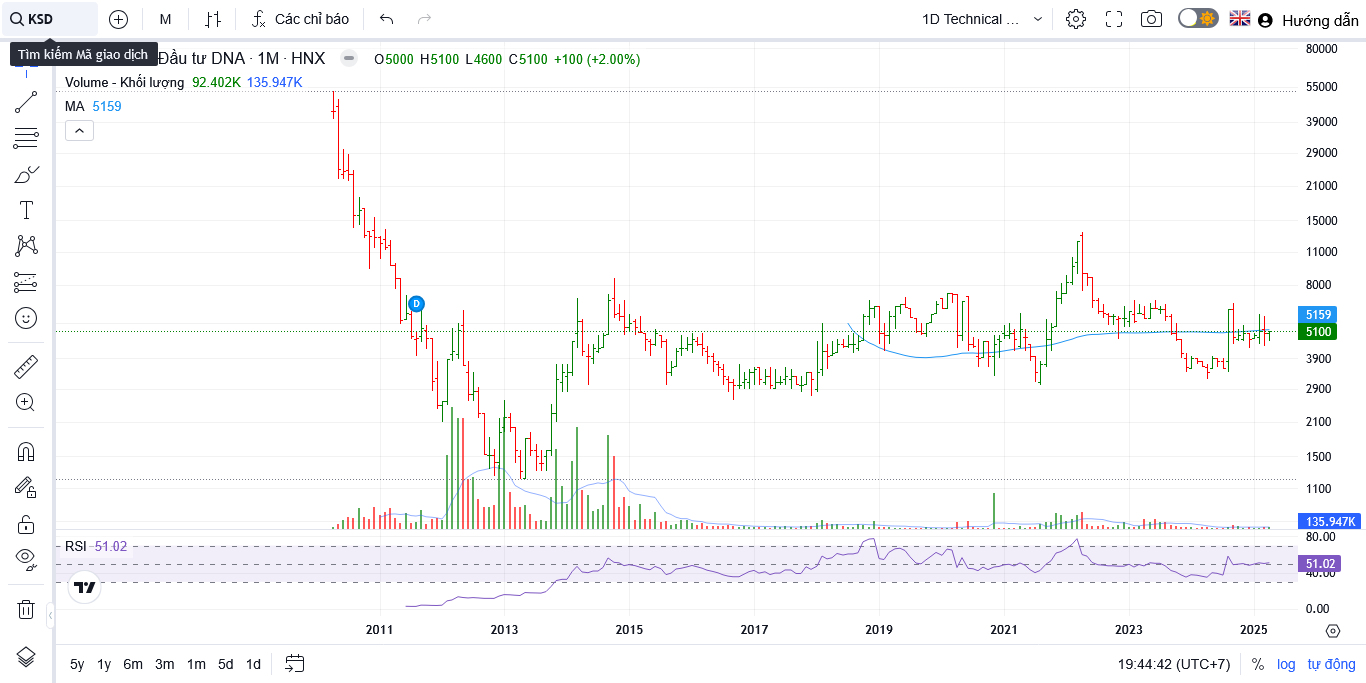 KSD M Các chỉ báo 1D Technical ... Hướng dẫn
Tìm kiếm Mã giao dịch
Đầu tư DNA · 1M · HNX O5000 H5100 L4600 C5100 +100 (+2.00%)
Volume - Khối lượng 92.402K 135.947K
MA 5159
80000
55000
39000
29000
21000
15000
11000
8000
5159
5100
3900
2900
2100
1500
1100
135.947K
D
RSI 51.02
80.00
51.02
40.00
0.00
2011 2013 2015 2017 2019 2021 2023 2025
5y 1y 6m 3m 1m 5d 1d 19:44:42 (UTC+7) % log tự động